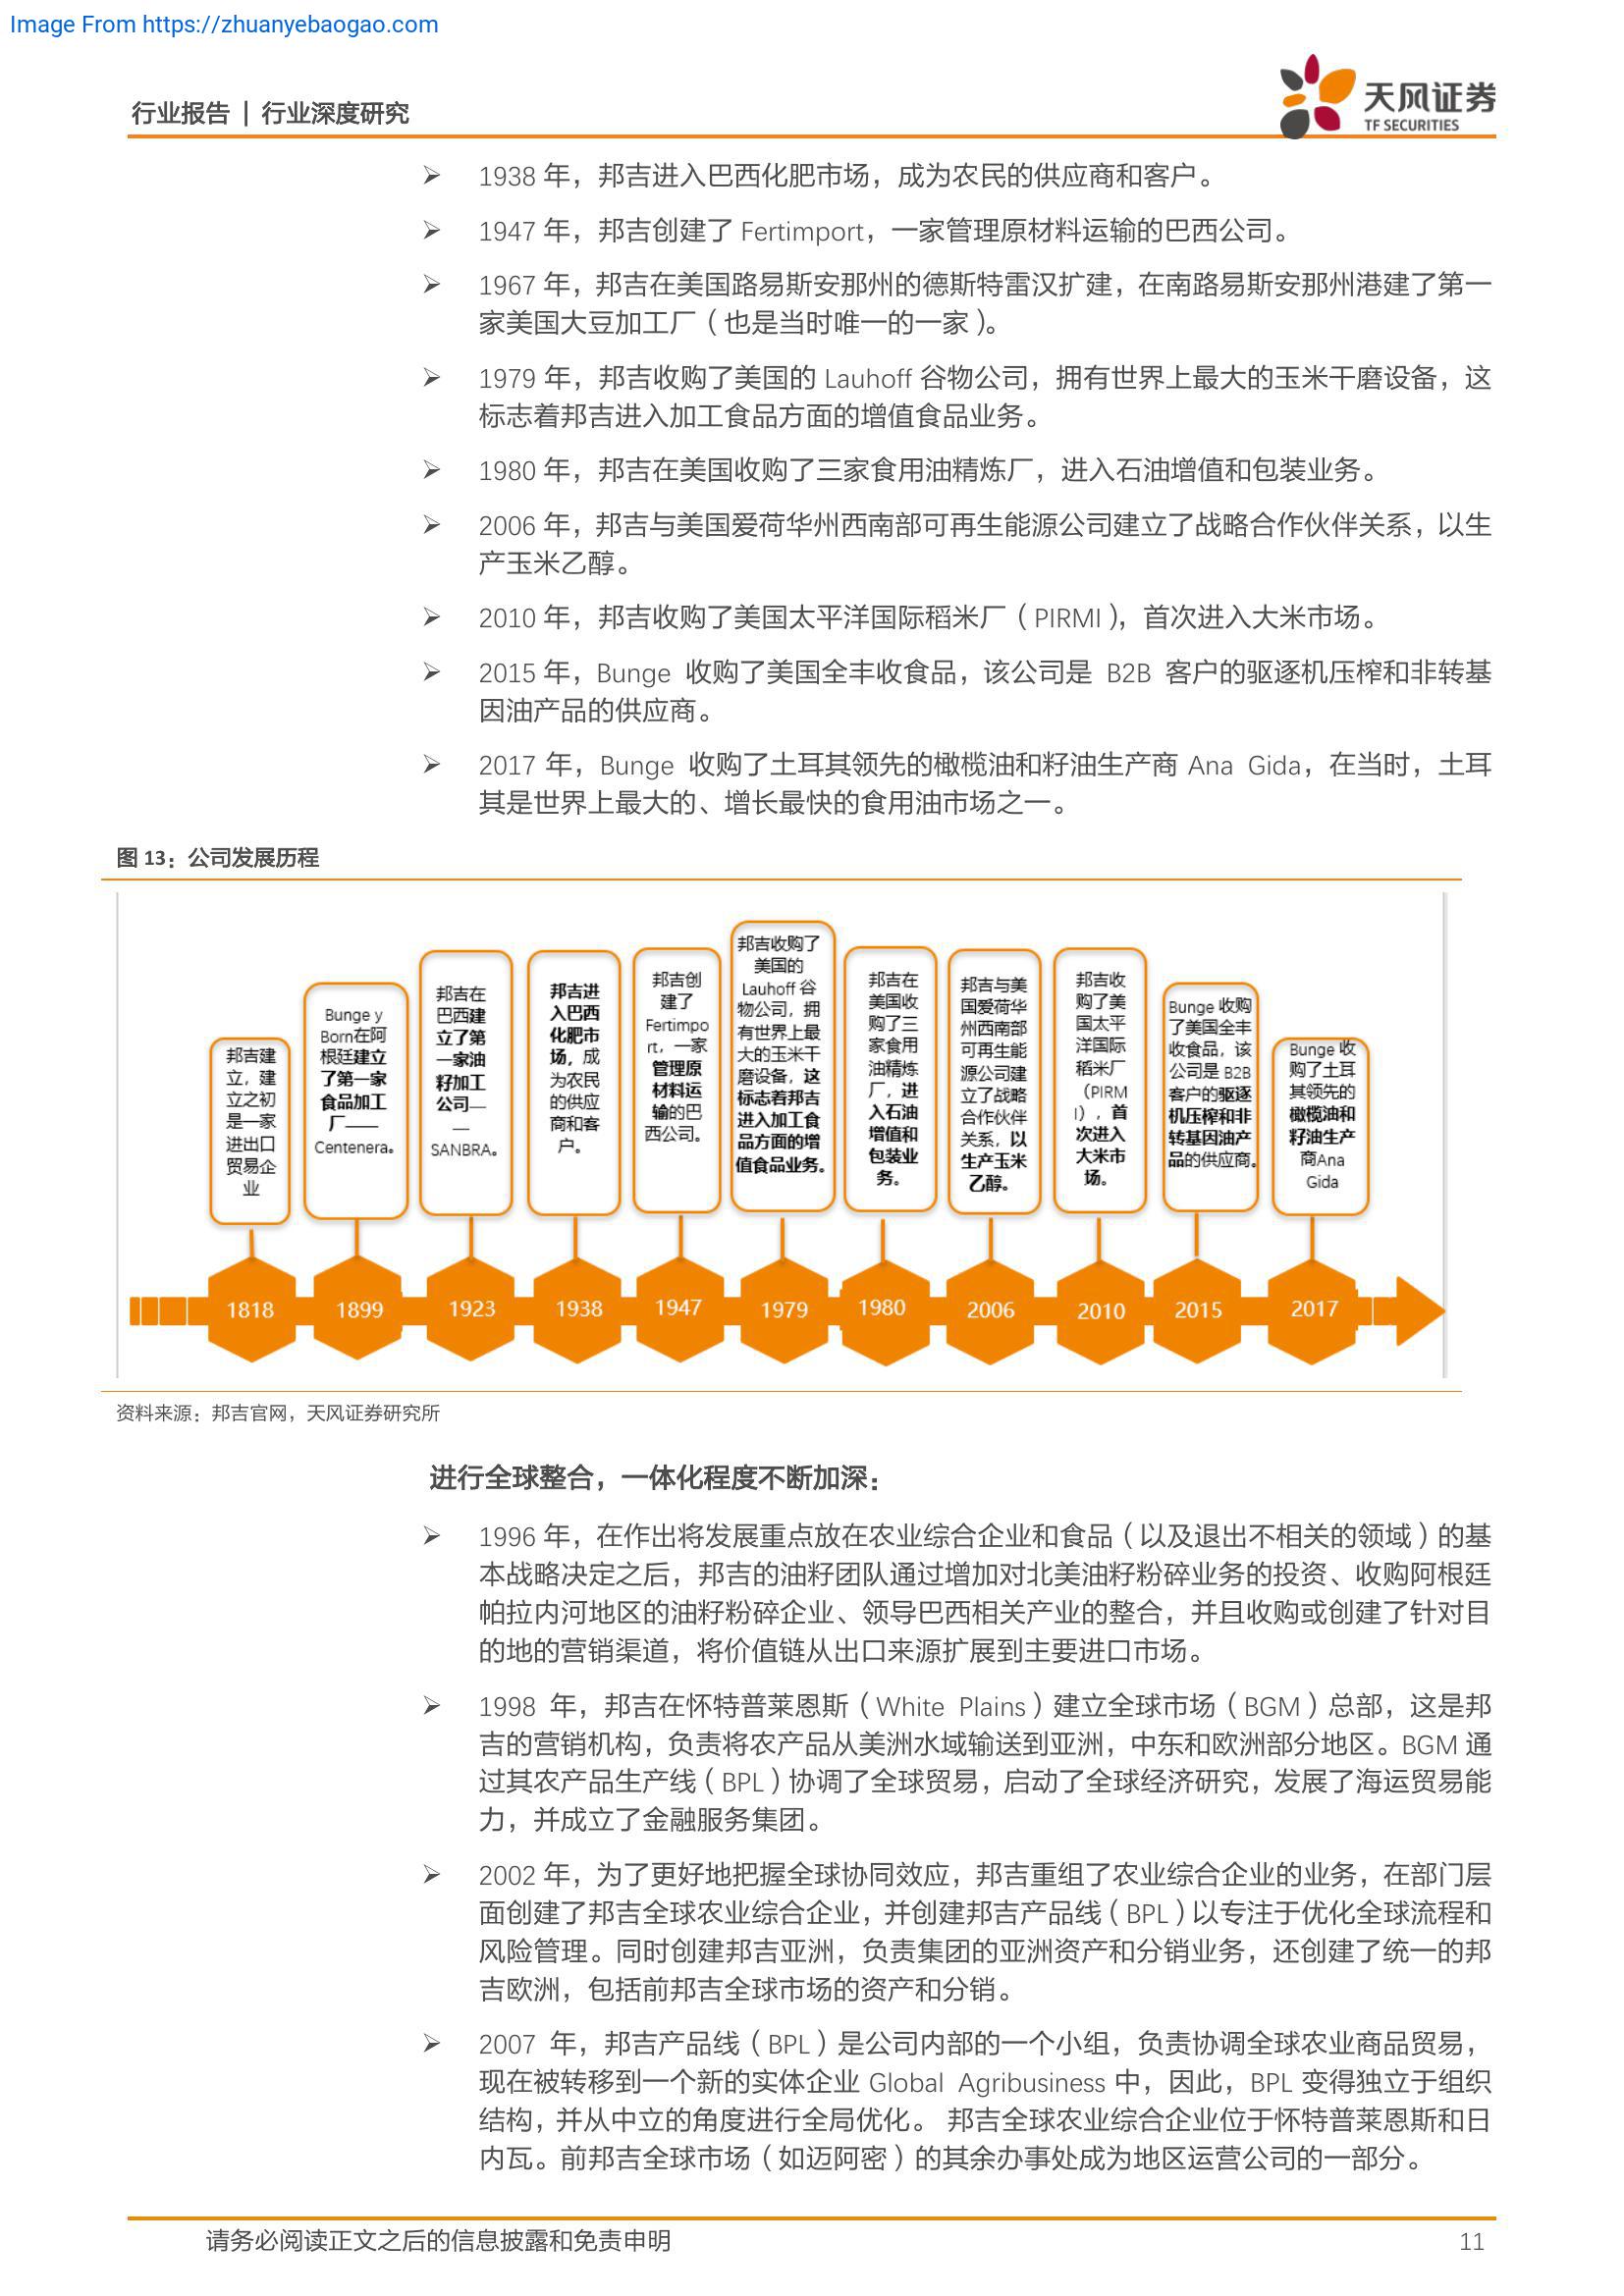 Image From https://zhuanyebaogao.com
行业报告 | 行业深度研究
天风证券
TF SECURITIES
➢ 1938 年，邦吉进入巴西化肥市场，成为农民的供应商和客户。
➢ 1947 年，邦吉创建了 Fertimport，一家管理原材料运输的巴西公司。
➢ 1967 年，邦吉在美国路易斯安那州的德斯特雷汉扩建，在南路易斯安那州港建了第一
家美国大豆加工厂（也是当时唯一的一家）。
➢ 1979 年，邦吉收购了美国的 Lauhoff 谷物公司，拥有世界上最大的玉米干磨设备，这
标志着邦吉进入加工食品方面的增值食品业务。
➢ 1980 年，邦吉在美国收购了三家食用油精炼厂，进入石油增值和包装业务。
➢ 2006 年，邦吉与美国爱荷华州西南部可再生能源公司建立了战略合作伙伴关系，以生
产玉米乙醇。
➢ 2010 年，邦吉收购了美国太平洋国际稻米厂（PIRMI），首次进入大米市场。
➢ 2015 年，Bunge 收购了美国全丰收食品，该公司是 B2B 客户的驱逐机压榨和非转基
因油产品的供应商。
➢ 2017 年，Bunge 收购了土耳其领先的橄榄油和籽油生产商 Ana Gida，在当时，土耳
其是世界上最大的、增长最快的食用油市场之一。
图 13：公司发展历程
邦吉建
立，建
立之初
是一家
进出口
贸易企
业
Bunge y
Born在阿
根廷建立
了第一家
食品加工
厂——
Centenera。
邦吉在
巴西建
立了第
一家油
籽加工
公司—
—
SANBRA。
邦吉进
入巴西
化肥市
场，成
为农民
的供应
商和客
户。
邦吉创
建了
Fertimpo
rt，一家
管理原
材料运
输的巴
西公司。
邦吉收购了
美国的
Lauhoff 谷
物公司，拥
有世界上最
大的玉米干
磨设备，这
标志着邦吉
进入加工食
品方面的增
值食品业务。
邦吉在
美国收
购了三
家食用
油精炼
厂，进
入石油
增值和
包装业
务。
邦吉与美
国爱荷华
州西南部
可再生能
源公司建
立了战略
合作伙伴
关系，以
生产玉米
乙醇。
邦吉收
购了美
国太平
洋国际
稻米厂
（PIRM
I），首
次进入
大米市
场。
Bunge 收购
了美国全丰
收食品，该
公司是 B2B
客户的驱逐
机压榨和非
转基因油产
品的供应商。
Bunge 收
购了土耳
其领先的
橄榄油和
籽油生产
商Ana
Gida
1818 1899 1923 1938 1947 1979 1980 2006 2010 2015 2017
资料来源：邦吉官网，天风证券研究所
进行全球整合，一体化程度不断加深：
➢ 1996 年，在作出将发展重点放在农业综合企业和食品（以及退出不相关的领域）的基
本战略决定之后，邦吉的油籽团队通过增加对北美油籽粉碎业务的投资、收购阿根廷
帕拉内河地区的油籽粉碎企业、领导巴西相关产业的整合，并且收购或创建了针对目
的地的营销渠道，将价值链从出口来源扩展到主要进口市场。
➢ 1998 年，邦吉在怀特普莱恩斯（White Plains）建立全球市场（BGM）总部，这是邦
吉的营销机构，负责将农产品从美洲水域输送到亚洲，中东和欧洲部分地区。BGM 通
过其农产品生产线（BPL）协调了全球贸易，启动了全球经济研究，发展了海运贸易能
力，并成立了金融服务集团。
➢ 2002 年，为了更好地把握全球协同效应，邦吉重组了农业综合企业的业务，在部门层
面创建了邦吉全球农业综合企业，并创建邦吉产品线（BPL）以专注于优化全球流程和
风险管理。同时创建邦吉亚洲，负责集团的亚洲资产和分销业务，还创建了统一的邦
吉欧洲，包括前邦吉全球市场的资产和分销。
➢ 2007 年，邦吉产品线（BPL）是公司内部的一个小组，负责协调全球农业商品贸易，
现在被转移到一个新的实体企业 Global Agribusiness 中，因此，BPL 变得独立于组织
结构，并从中立的角度进行全局优化。 邦吉全球农业综合企业位于怀特普莱恩斯和日
内瓦。前邦吉全球市场（如迈阿密）的其余办事处成为地区运营公司的一部分。
请务必阅读正文之后的信息披露和免责申明
11